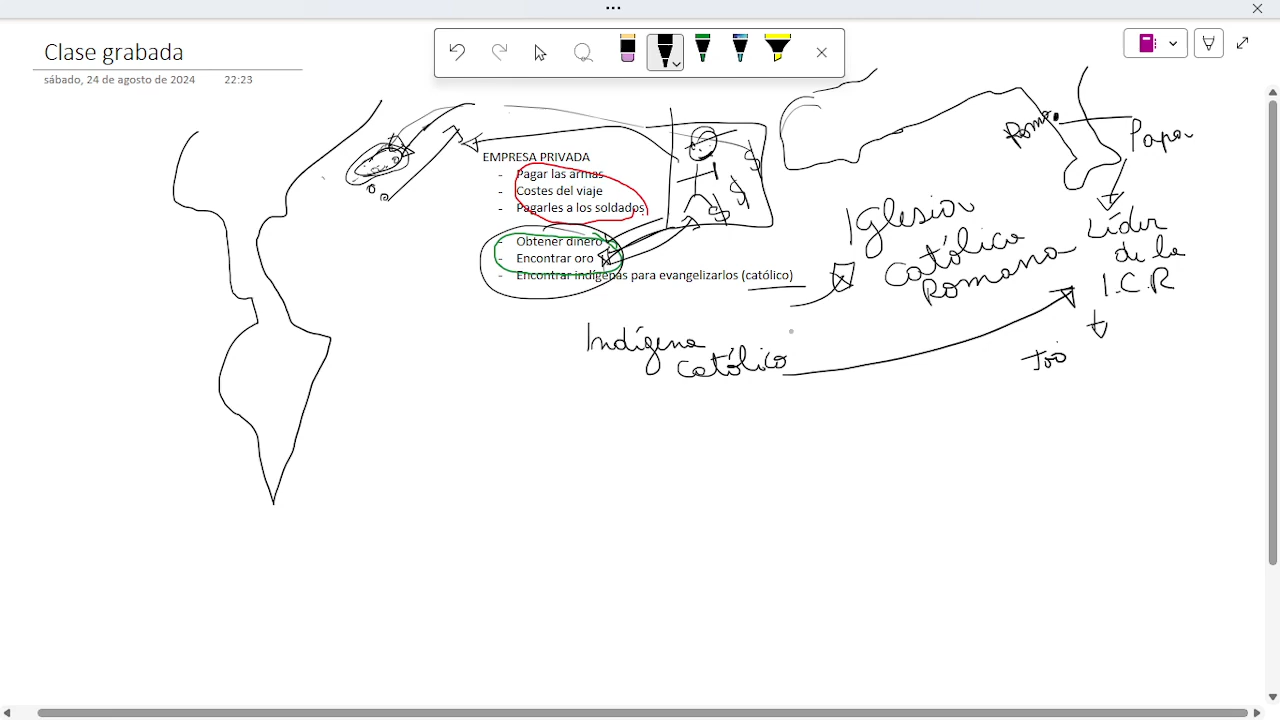 Clase grabada
sábado, 24 de agosto de 2024 22:23
EMPRESA PRIVADA
- Pagar las armas
- Costes del viaje
- Pagarles a los soldados
- Obtener dinero
- Encontrar oro
- Encontrar indígenas para evangelizarlos (católico)
$
$
$
Roma
Papa
Iglesia
Católica
Romana
Líder
de la
I.C.R
Indígena
católico